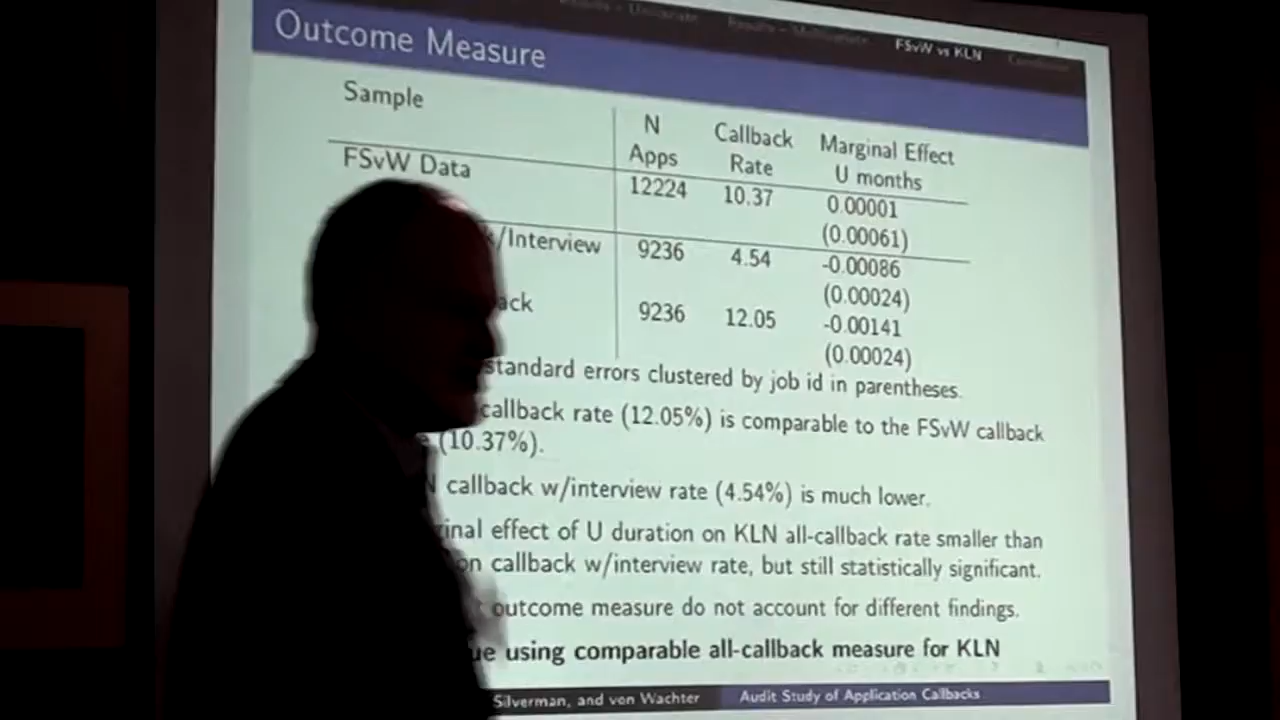 FSvW vs KLN
Outcome Measure
Sample N Callback Marginal Effect
Apps Rate U months
FSvW Data 12224 10.37 0.00001
(0.00061)
/Interview 9236 4.54 -0.00086
(0.00024)
ack 9236 12.05 -0.00141
(0.00024)
standard errors clustered by job id in parentheses.
callback rate (12.05%) is comparable to the FSvW callback
(10.37%).
callback w/interview rate (4.54%) is much lower.
ginal effect of U duration on KLN all-callback rate smaller than
on callback w/interview rate, but still statistically significant.
outcome measure do not account for different findings.
ue using comparable all-callback measure for KLN
Silverman, and von Wachter Audit Study of Application Callbacks